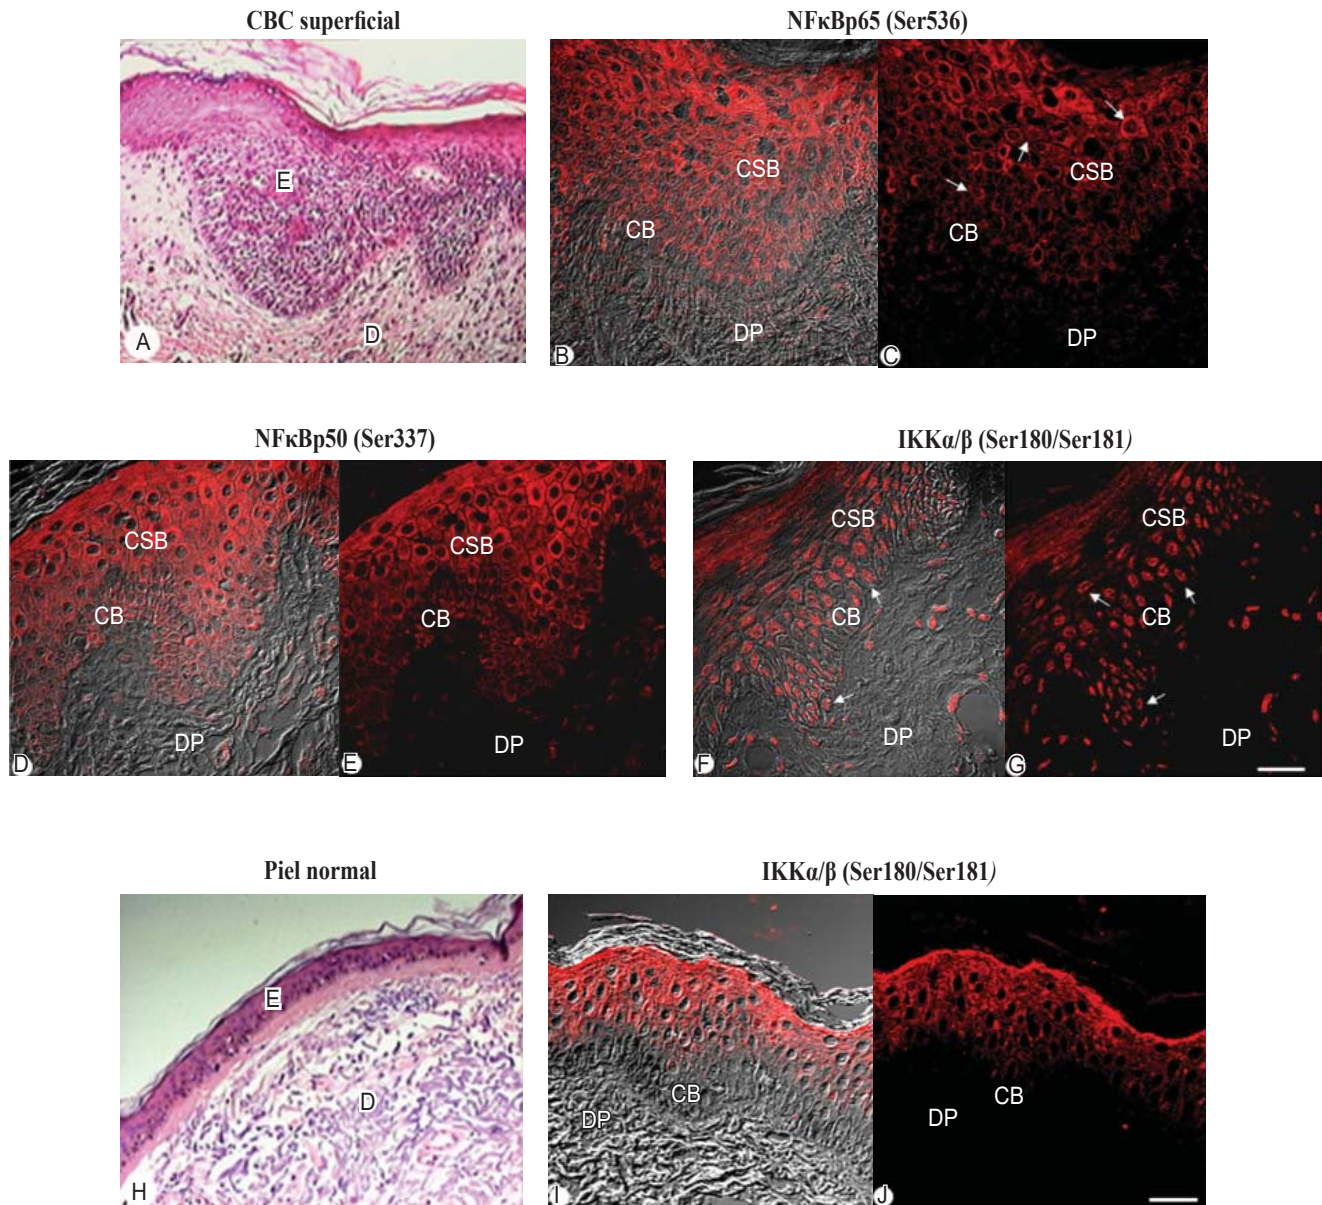 CBC superficial
NFκBp65 (Ser536)
E
D
A
CSB
CB
DP
B
CSB
CB
DP
C
NFκBp50 (Ser337)
IKKα/β (Ser180/Ser181)
CSB
CB
DP
D
CSB
CB
DP
E
CSB
CB
DP
F
CSB
CB
DP
G
Piel normal
IKKα/β (Ser180/Ser181)
E
D
H
CB
DP
I
CB
DP
J